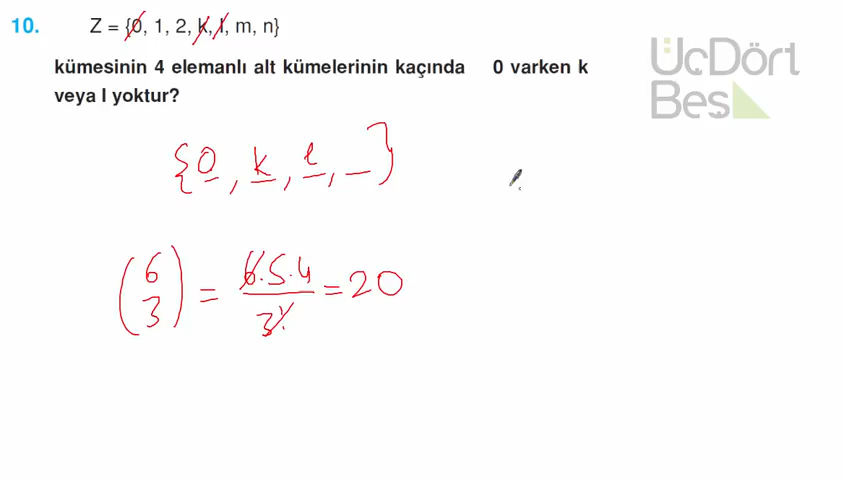 10. Z = {0, 1, 2, k, l, m, n}
kümesinin 4 elemanlı alt kümelerinin kaçında 0 varken k
veya l yoktur?
ÜçDört
Beş
{0, k, l, _}
(6 3) = 6.5.4 / 3! = 20